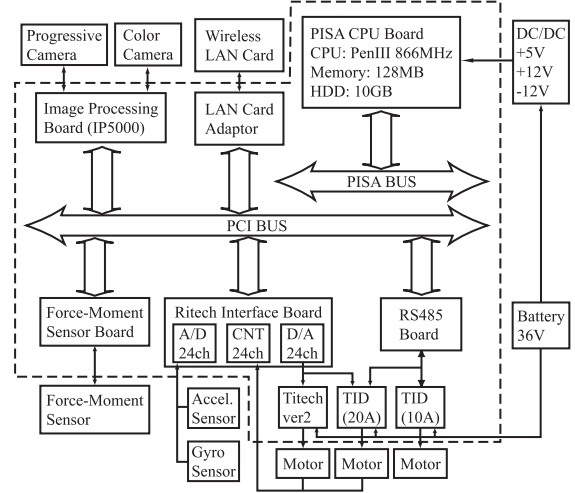 Progressive
Camera
Color
Camera
Wireless
LAN Card
PISA CPU Board
CPU: PenIII 866MHz
Memory: 128MB
HDD: 10GB
DC/DC
+5V
+12V
-12V
Image Processing
Board (IP5000)
LAN Card
Adaptor
PISA BUS
PCI BUS
Force-Moment
Sensor Board
Ritech Interface Board
A/D
24ch
CNT
24ch
D/A
24ch
RS485
Board
Battery
36V
Force-Moment
Sensor
Accel.
Sensor
Gyro
Sensor
Titech
ver2
TID
(20A)
TID
(10A)
Motor
Motor
Motor